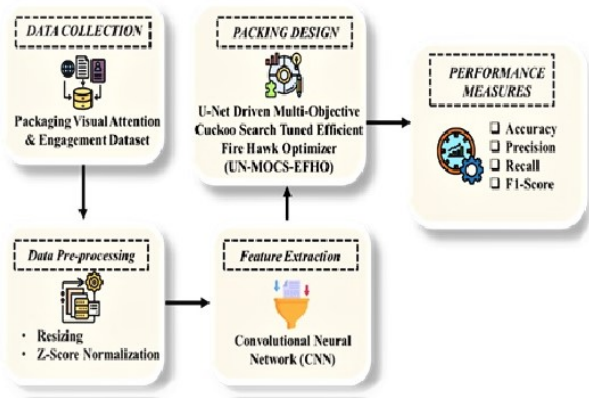 DATA COLLECTION
Packaging Visual Attention
& Engagement Dataset
Data Pre-processing
• Resizing
• Z-Score Normalization
Feature Extraction
Convolutional Neural
Network (CNN)
PACKING DESIGN
U-Net Driven Multi-Objective
Cuckoo Search Tuned Efficient
Fire Hawk Optimizer
(UN-MOCS-EFHO)
PERFORMANCE
MEASURES
❑ Accuracy
❑ Precision
❑ Recall
❑ F1-Score